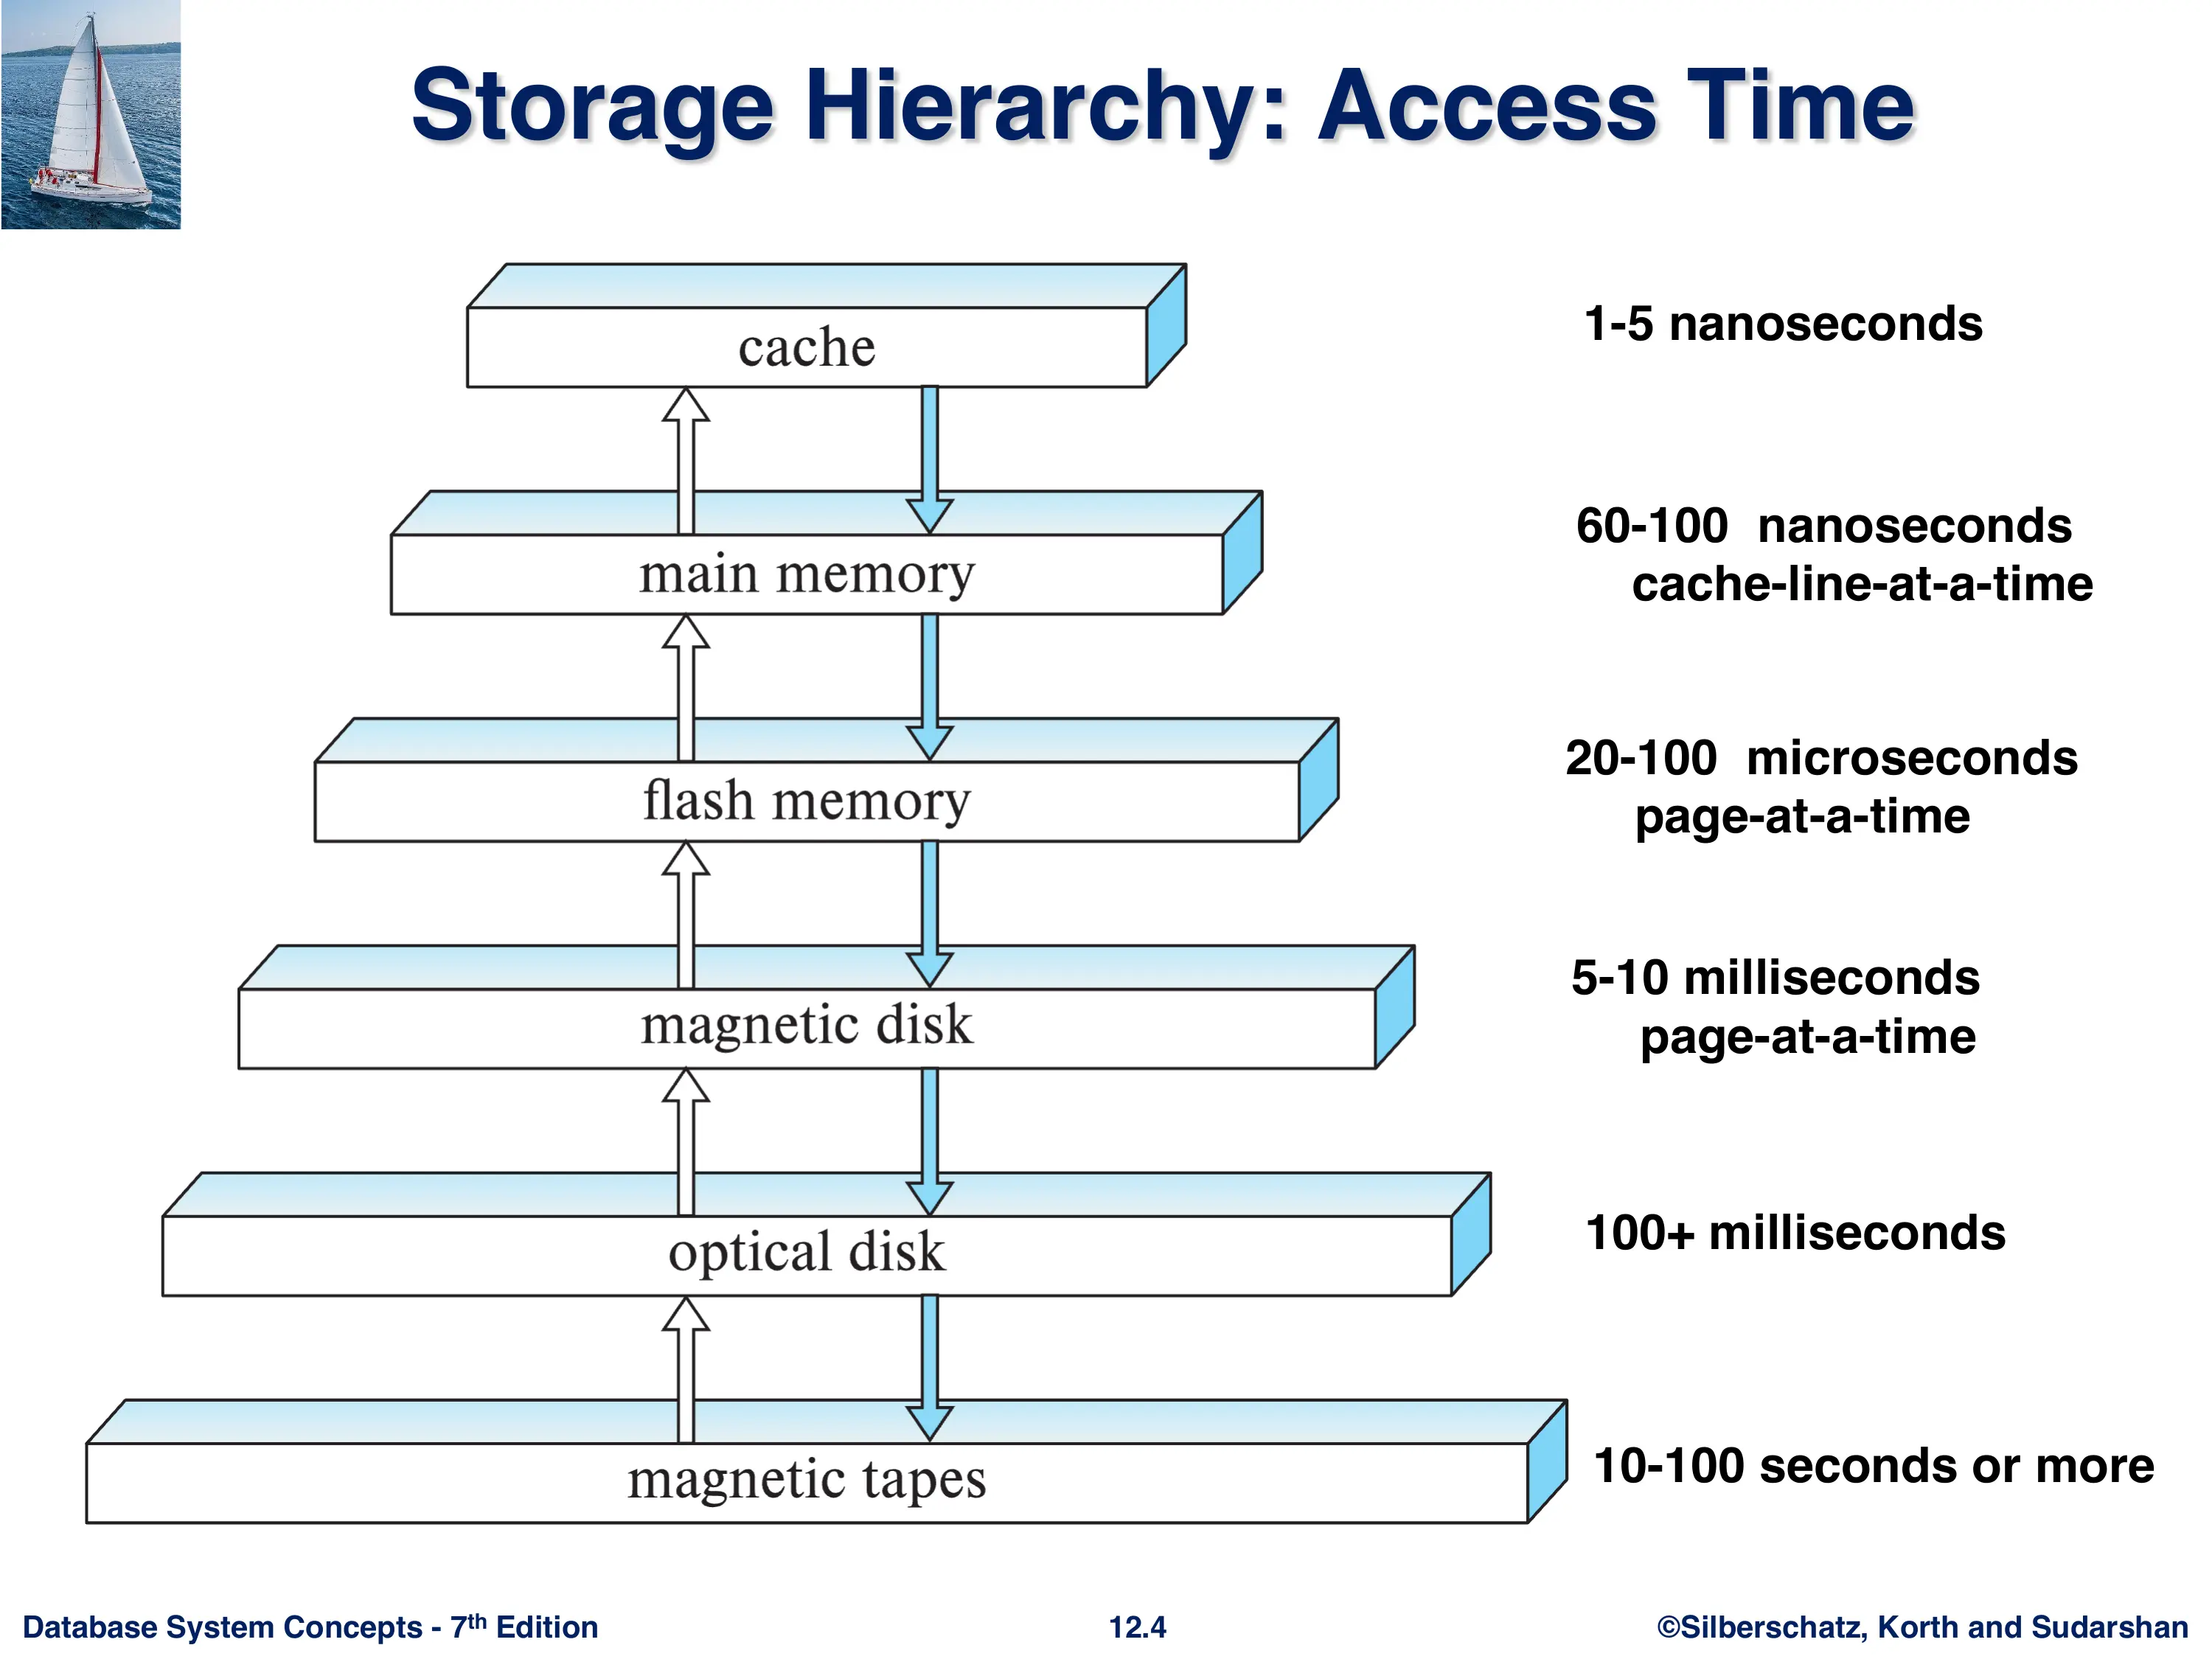 Storage Hierarchy: Access Time
cache
1-5 nanoseconds
main memory
60-100 nanoseconds
cache-line-at-a-time
flash memory
20-100 microseconds
page-at-a-time
magnetic disk
5-10 milliseconds
page-at-a-time
optical disk
100+ milliseconds
magnetic tapes
10-100 seconds or more
Database System Concepts - 7th Edition
12.4
©Silberschatz, Korth and Sudarshan